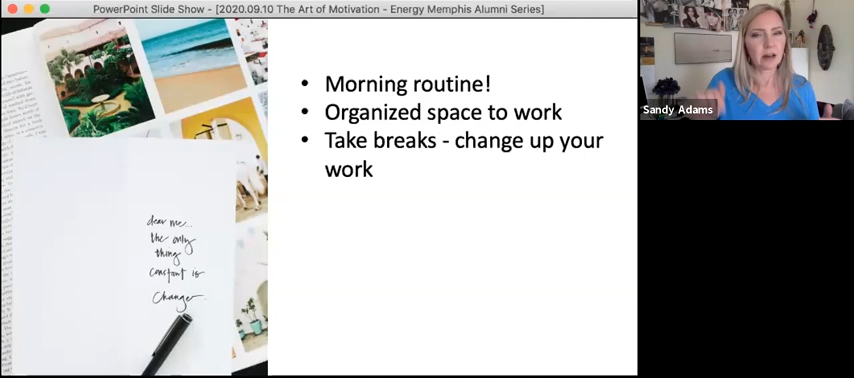 PowerPoint Slide Show - [2020.09.10 The Art of Motivation - Energy Memphis Alumni Series]
• Morning routine!
• Organized space to work
• Take breaks - change up your
work
Sandy Adams
dear me...
the only
thing
constant is
Change.